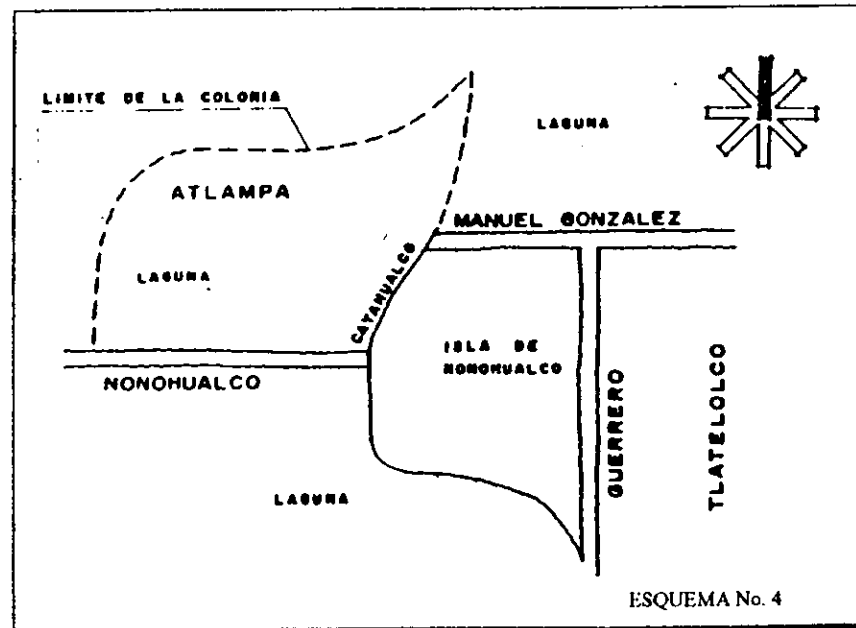 LIMITE DE LA COLONIA
LAGUNA
ATLAMPA
MANUEL GONZALEZ
LAGUNA
CATAHUALCO
ISLA DE
NONOHUALCO
NONOHUALCO
GUERRERO
TLATELOLCO
LAGUNA
ESQUEMA No. 4